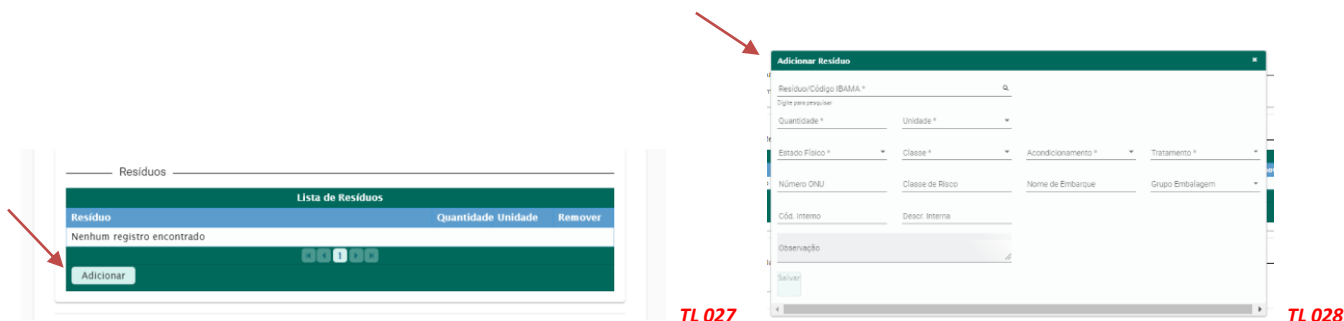 Resíduos
Lista de Resíduos
Resíduo Quantidade Unidade Remover
Nenhum registro encontrado
1
Adicionar
TL 027
Adicionar Resíduo
Resíduo/Código IBAMA *
Digite para pesquisar
Quantidade * Unidade *
Estado Físico * Classe * Acondicionamento * Tratamento *
Número ONU Classe de Risco Nome de Embarque Grupo Embalagem
Cód. Interno Descr. Interna
Observação
Salvar
TL 028